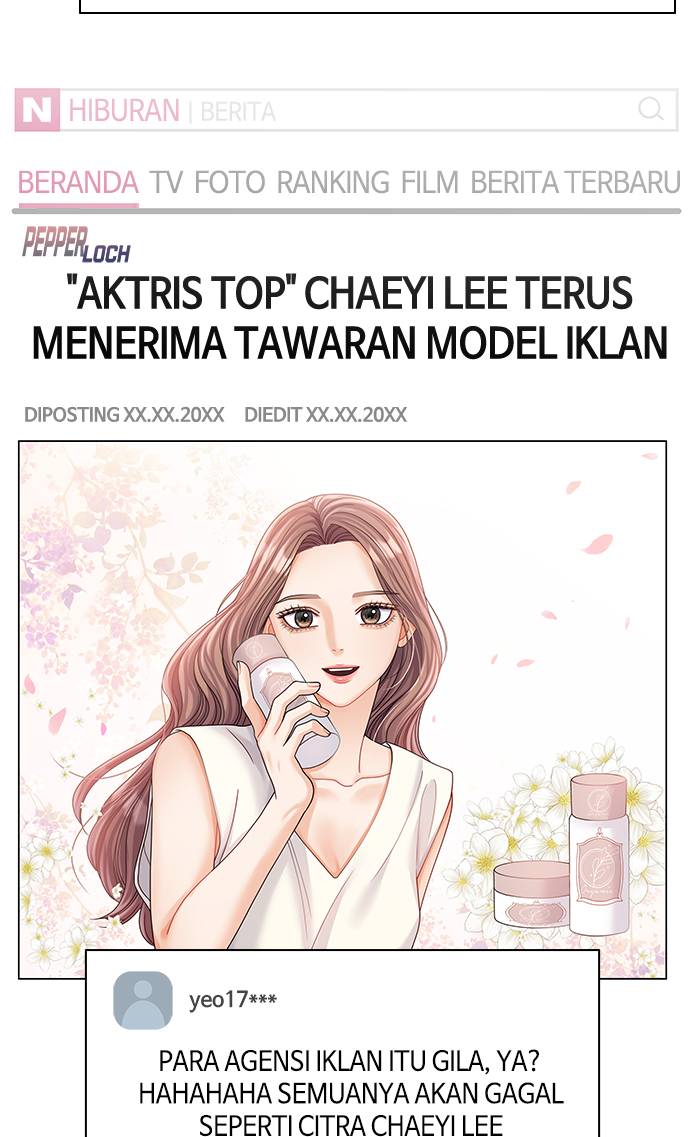 N HIBURAN | BERITA
BERANDA TV FOTO RANKING FILM BERITA TERBARU
PEPPERLOCH
"AKTRIS TOP" CHAEYI LEE TERUS
MENERIMA TAWARAN MODEL IKLAN
DIPOSTING XX.XX.20XX DIEDIT XX.XX.20XX
yeo17***
PARA AGENSI IKLAN ITU GILA, YA?
HAHAHAHA SEMUANYA AKAN GAGAL
SEPERTI CITRA CHAEYI LEE